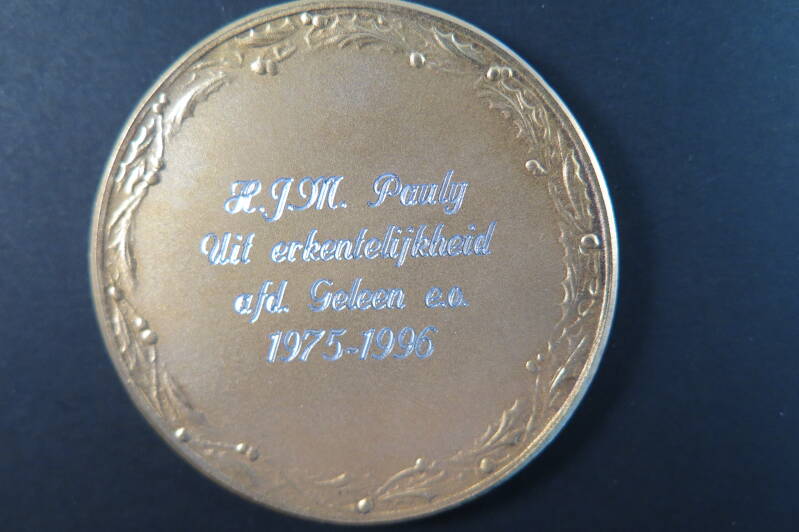 H.J.M. Pauly
Uit erkentelijkheid
afd. Geleen e.o.
1975-1996